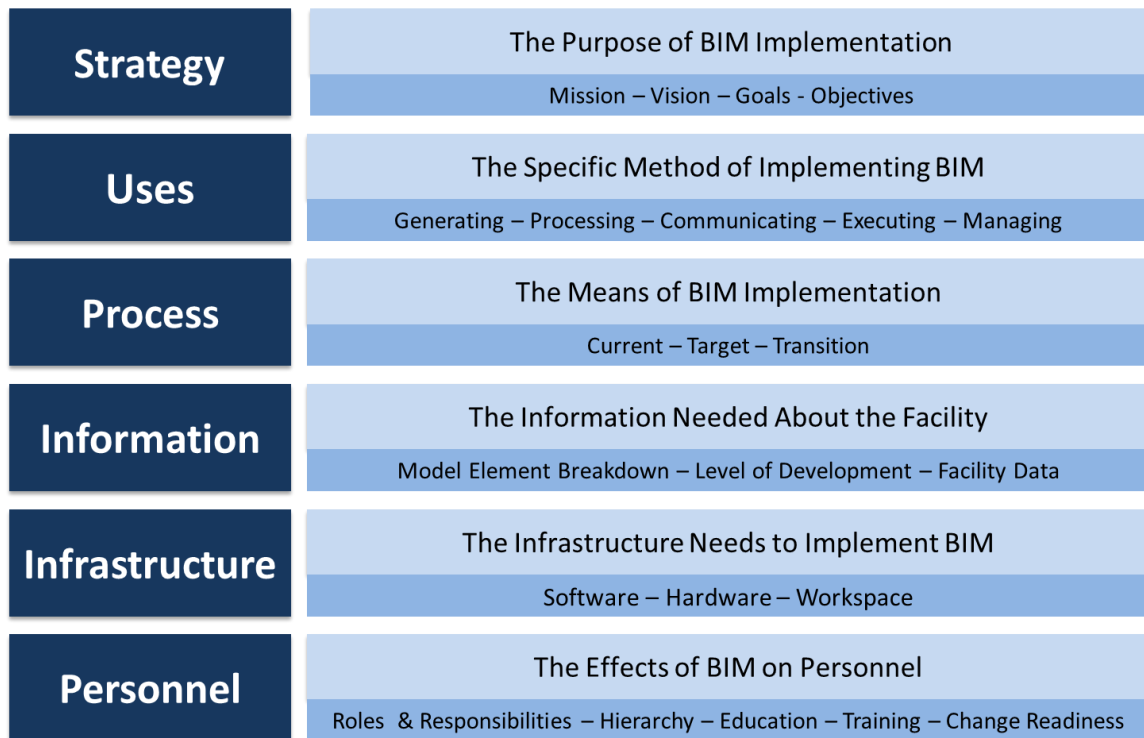 Strategy
The Purpose of BIM Implementation
Mission – Vision – Goals - Objectives
Uses
The Specific Method of Implementing BIM
Generating – Processing – Communicating – Executing – Managing
Process
The Means of BIM Implementation
Current – Target – Transition
Information
The Information Needed About the Facility
Model Element Breakdown – Level of Development – Facility Data
Infrastructure
The Infrastructure Needs to Implement BIM
Software – Hardware – Workspace
Personnel
The Effects of BIM on Personnel
Roles & Responsibilities – Hierarchy – Education – Training – Change Readiness